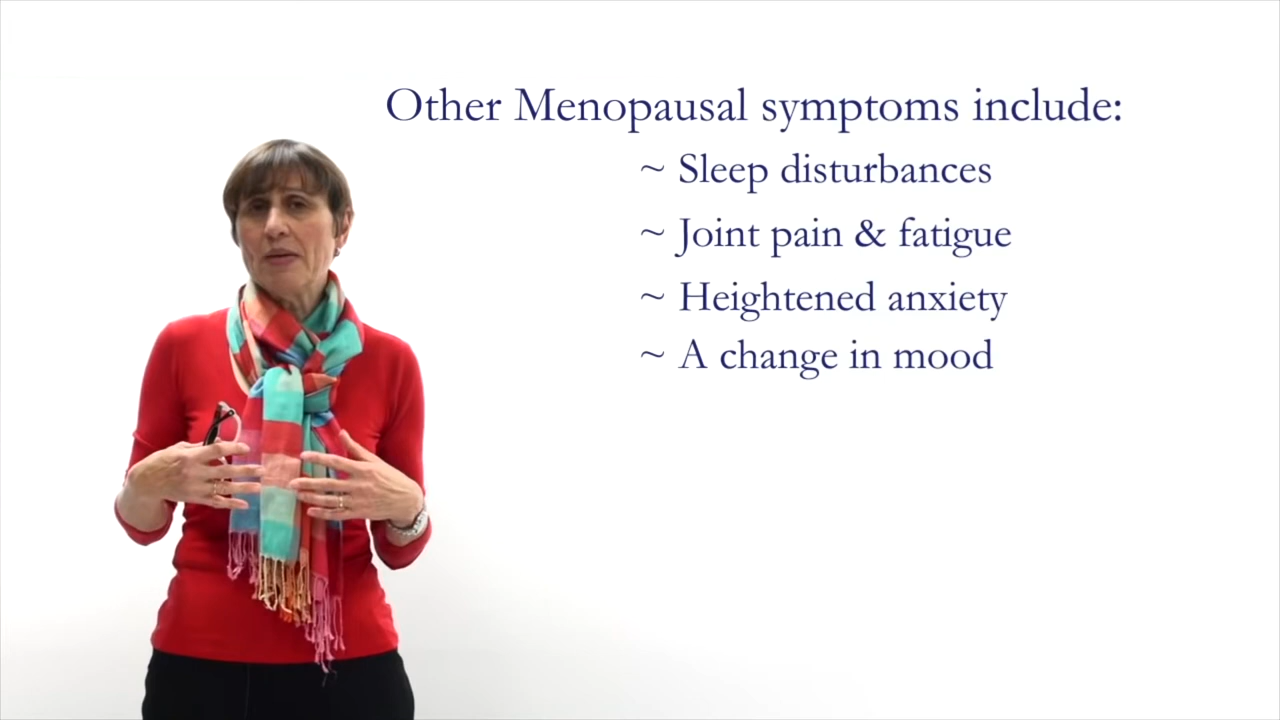 Other Menopausal symptoms include:
~ Sleep disturbances
~ Joint pain & fatigue
~ Heightened anxiety
~ A change in mood